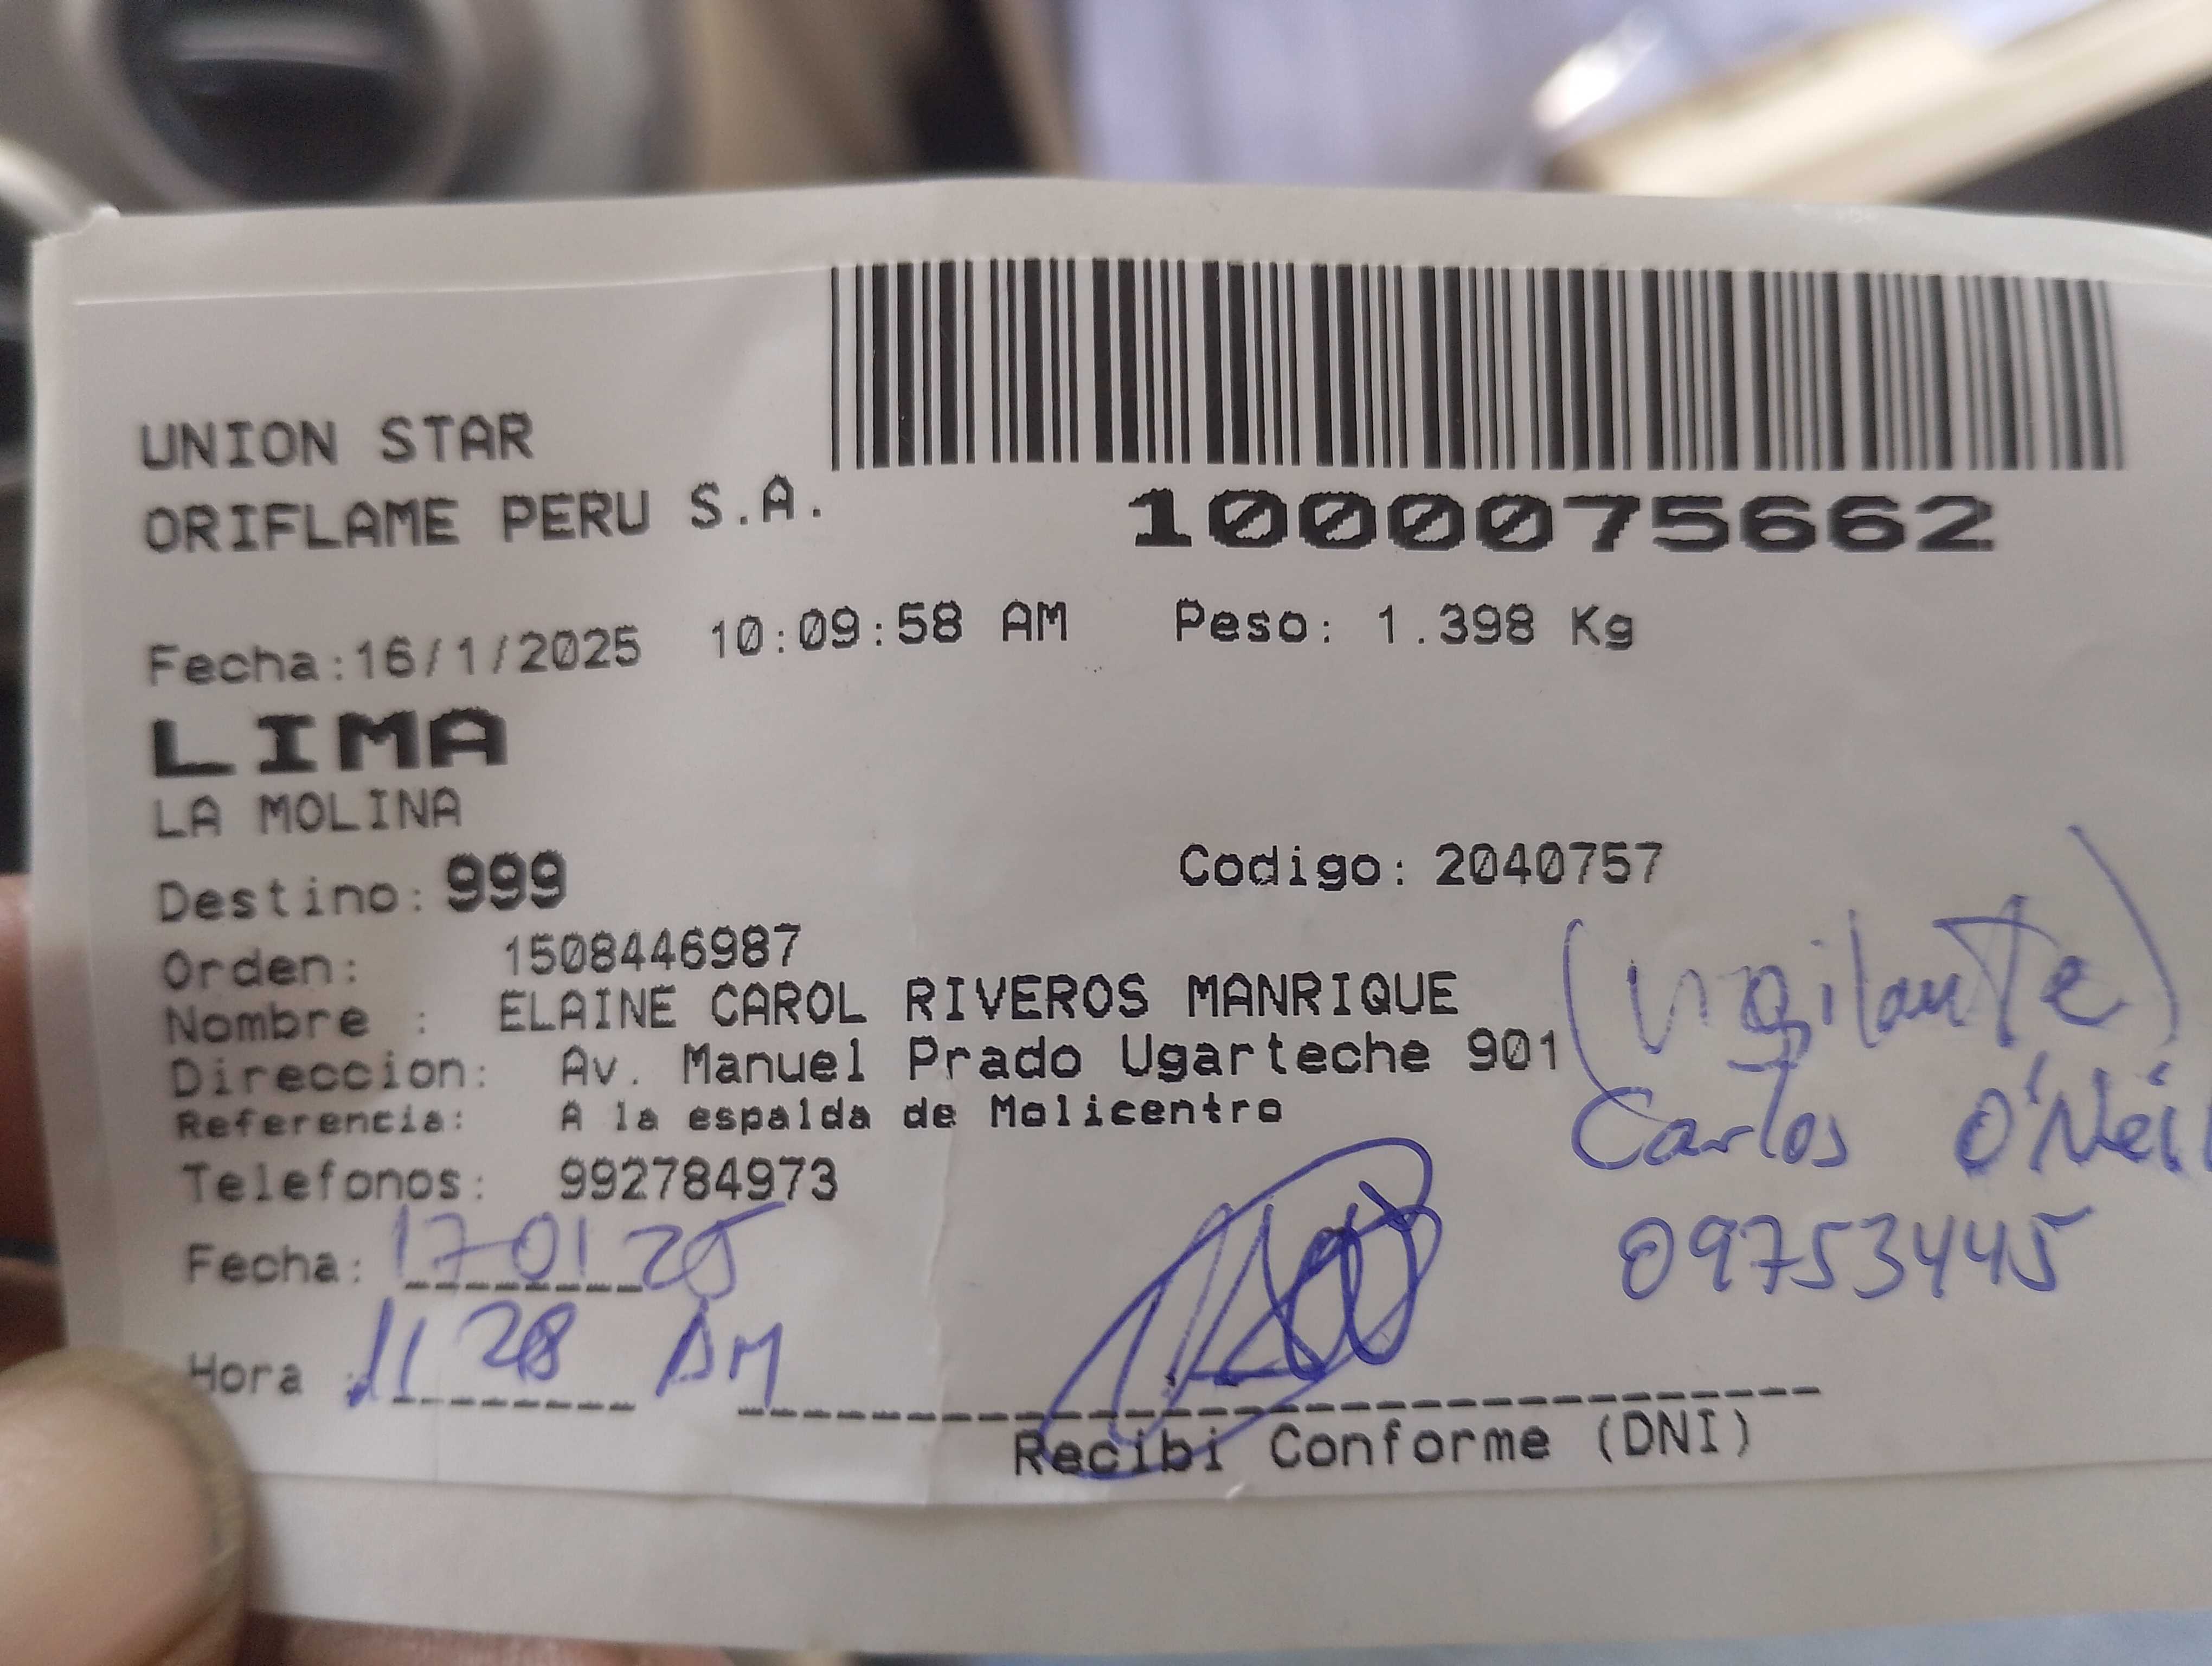 UNION STAR
ORIFLAME PERU S.A.
1000075662
Fecha:16/1/2025 10:09:58 AM Peso: 1.398 Kg
LIMA
LA MOLINA
Destino: 999 Codigo: 2040757
Orden: 1508446987
Nombre : ELAINE CAROL RIVEROS MANRIQUE
(vigilante)
Direccion: Av. Manuel Prado Ugarteche 901
Referencia: A la espalda de Molicentro
Carlos O'Neil
Telefonos: 992784973
09753445
Fecha: 17-01 25
Hora : 11 28 AM
Recibi Conforme (DNI)